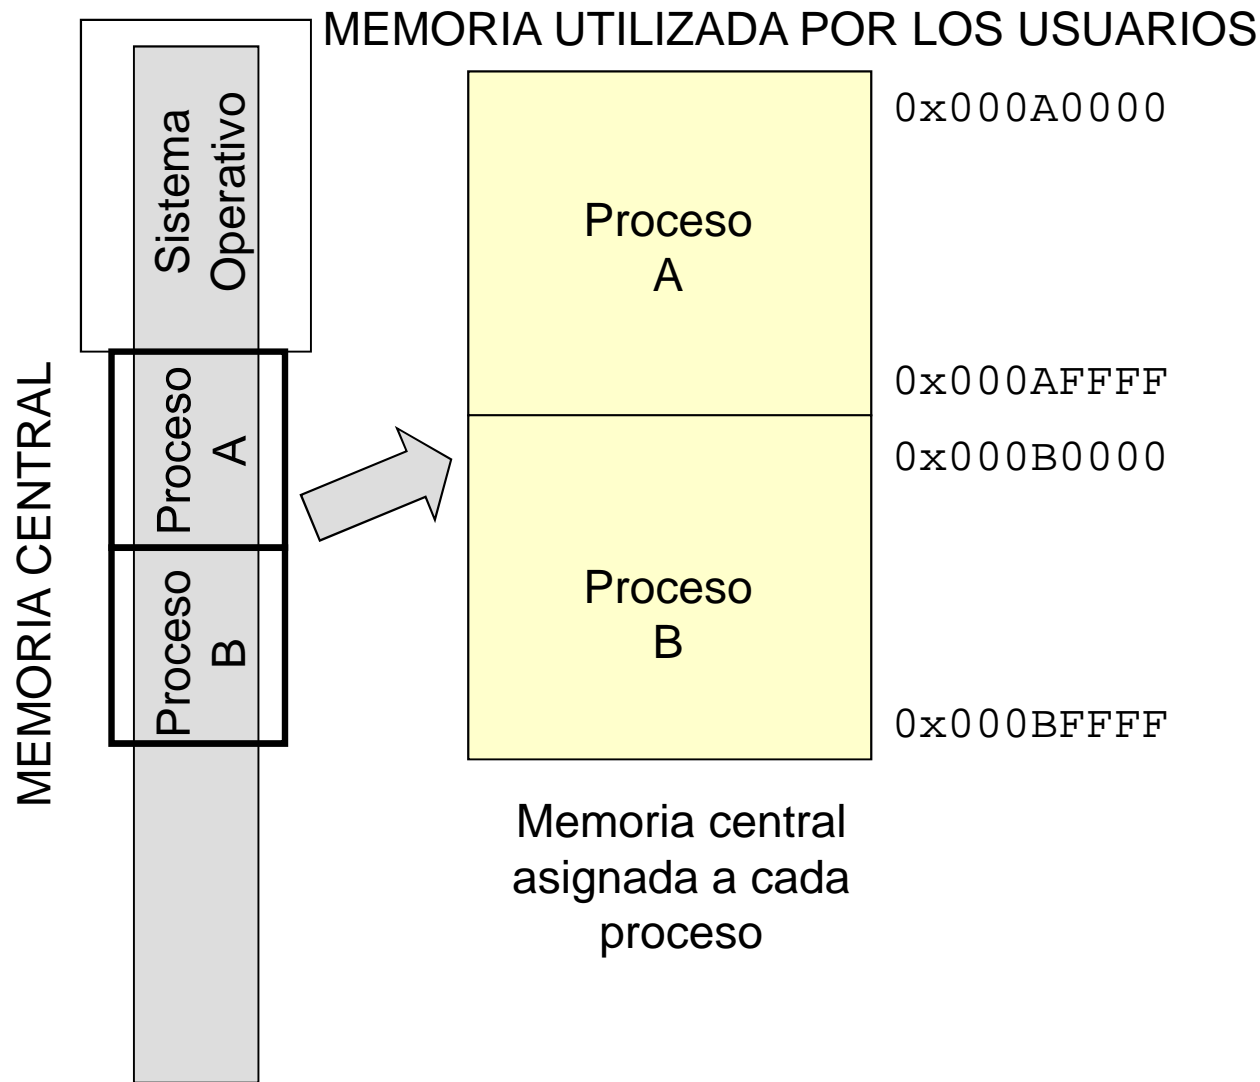 MEMORIA UTILIZADA POR LOS USUARIOS
MEMORIA CENTRAL
Sistema
Operativo
Proceso
A
Proceso
B
Proceso
A
Proceso
B
0x000A0000
0x000AFFFF
0x000B0000
0x000BFFFF
Memoria central
asignada a cada
proceso